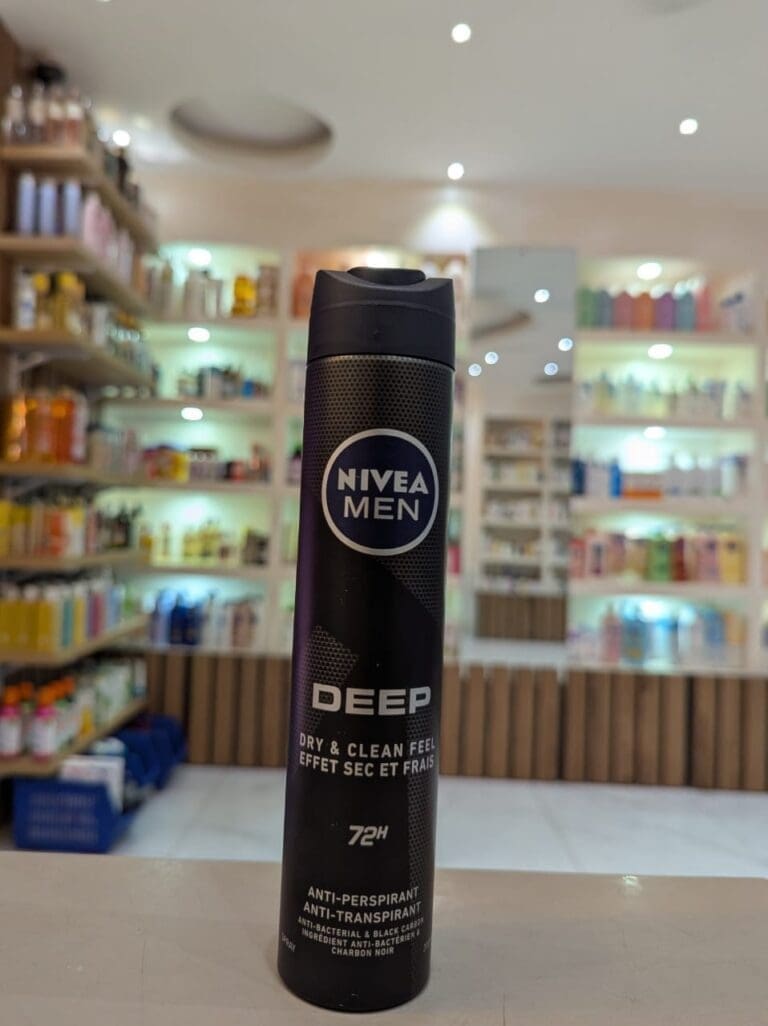 NIVEA
MEN
DEEP
DRY & CLEAN FEEL
EFFET SEC ET FRAIS
72H
ANTI-PERSPIRANT
ANTI-TRANSPIRANT
ANTI-BACTERIAL & BLACK CARBON
INGRÉDIENT ANTI-BACTÉRIEN &
CHARBON NOIR
SPRAY